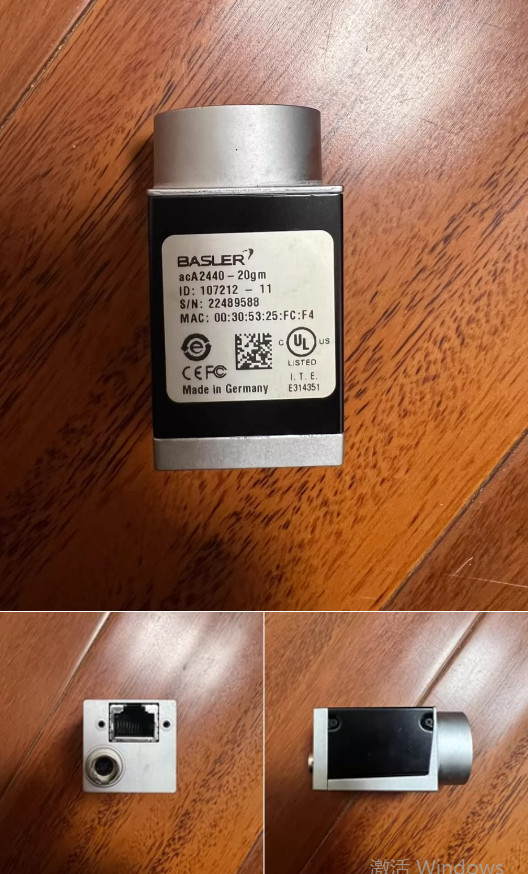 BASLER
acA2440-20gm
ID: 107212 - 11
S/N: 22489588
MAC: 00:30:53:25:FC:F4
C UL US
LISTED
CE FC
I. T. E.
Made in Germany
E314351
激活 Windows